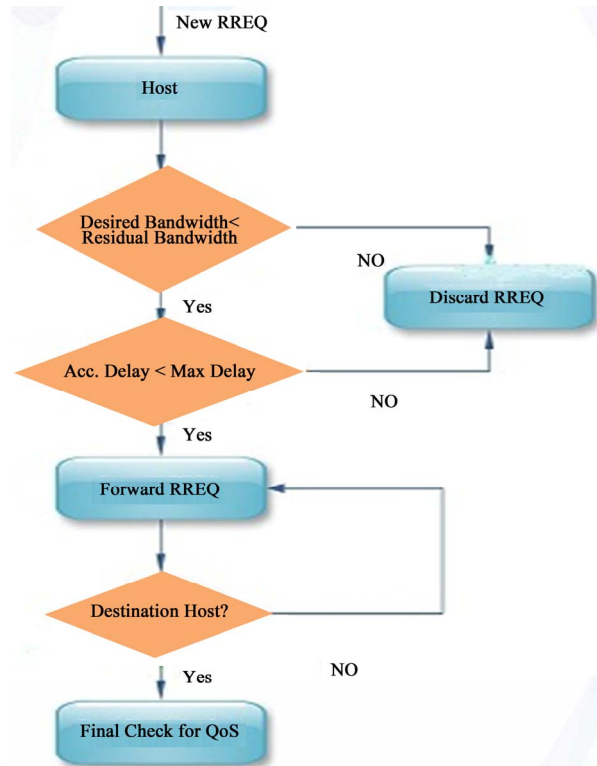 New RREQ
Host
Desired Bandwidth<
Residual Bandwidth
NO
Discard RREQ
Yes
Acc. Delay < Max Delay
NO
Yes
Forward RREQ
Destination Host?
Yes
NO
Final Check for QoS